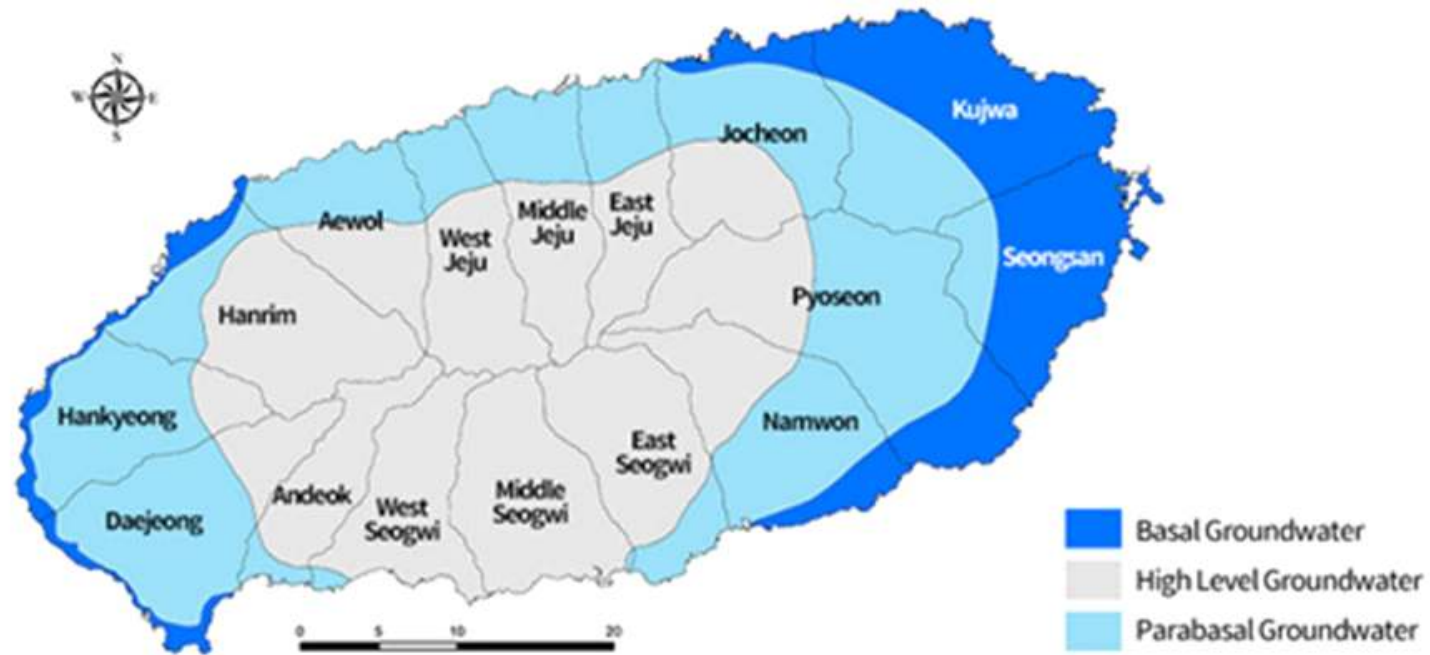 N
W E
S
Kujwa
Jocheon
Aewol
West
Jeju
Middle
Jeju
East
Jeju
Seongsan
Hanrim
Pyoseon
Hankyeong
Namwon
East
Seogwi
Andeok
West
Seogwi
Middle
Seogwi
Daejeong
0 5 10 20
Basal Groundwater
High Level Groundwater
Parabasal Groundwater